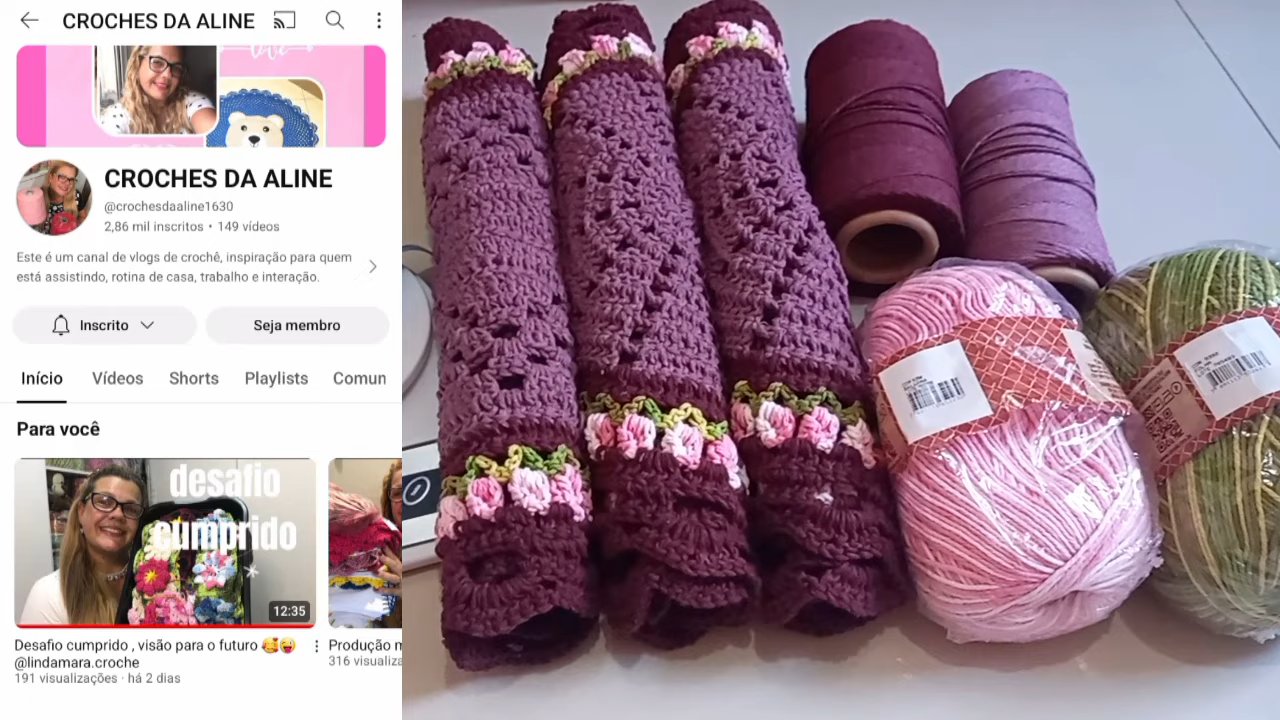 CROCHES DA ALINE
love
CROCHES DA ALINE
@crochesdaaline1630
2,86 mil inscritos • 149 vídeos
Este é um canal de vlogs de crochê, inspiração para quem
está assistindo, rotina de casa, trabalho e interação.
Inscrito
Seja membro
Início Vídeos Shorts Playlists Comun
Para você
desafio
cumprido
12:35
Desafio cumprido , visão para o futuro 🥰😜
@lindamara.croche
191 visualizações · há 2 dias
Produção m
316 visualiza